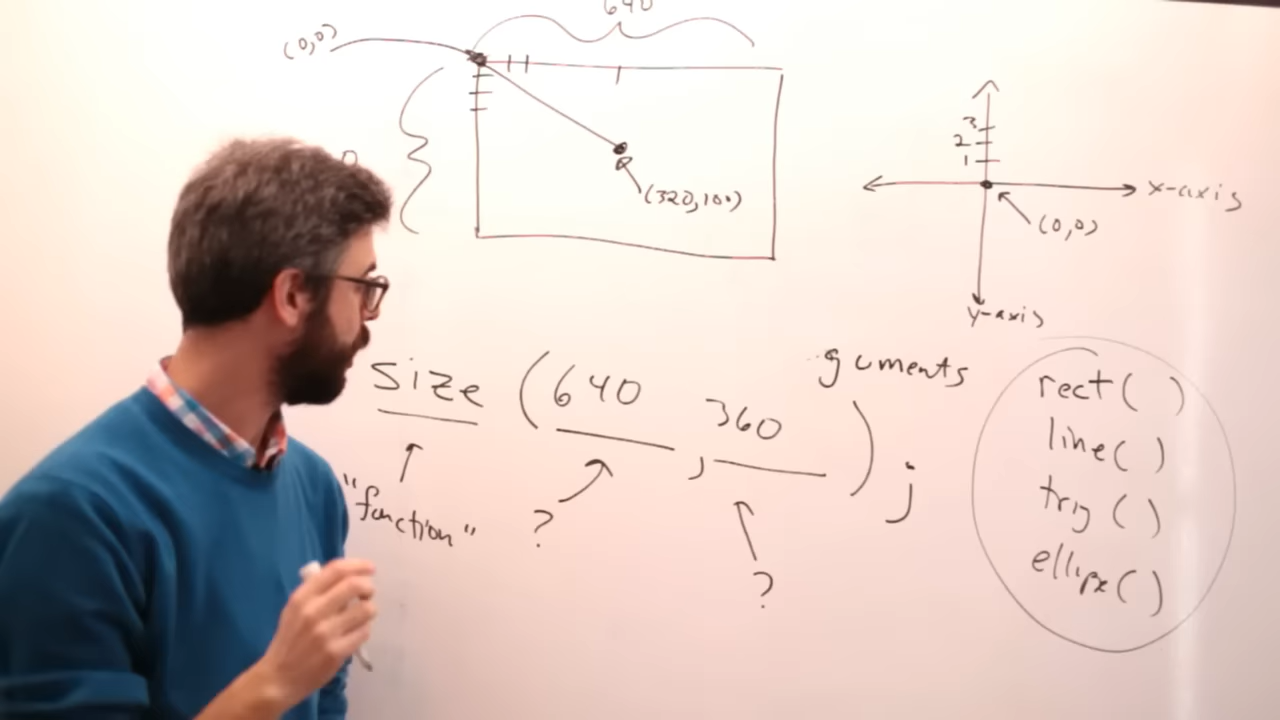 640
(0,0)
(320,100)
3
2
1
x-axis
(0,0)
y-axis
guments
size (640, 360);
"function"
?
?
rect( )
line( )
( )
ellipse( )